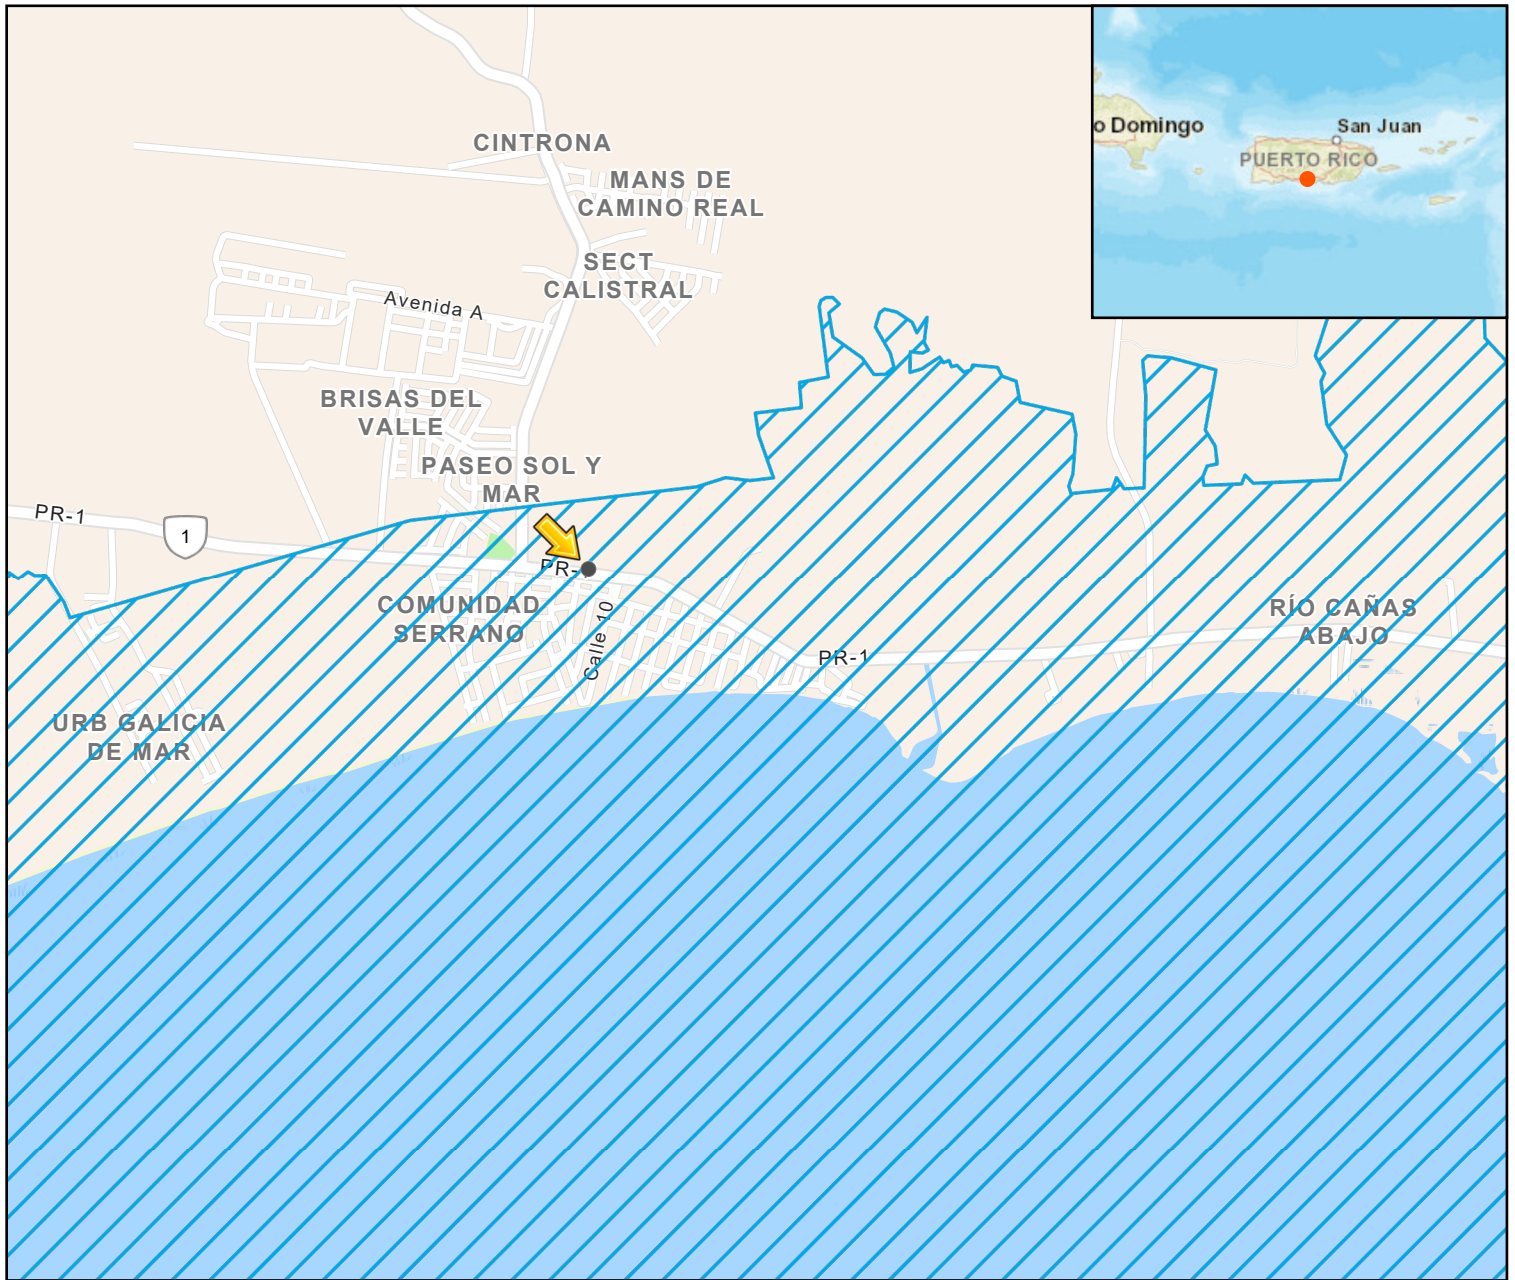 o Domingo
San Juan
PUERTO RICO
CINTRONA
MANS DE
CAMINO REAL
SECT
CALISTRAL
Avenida A
BRISAS DEL
VALLE
PASEO SOL Y
MAR
PR-1
1
PR-
COMUNIDAD
SERRANO
Calle 10
RÍO CAÑAS
ABAJO
PR-1
URB GALICIA
DE MAR